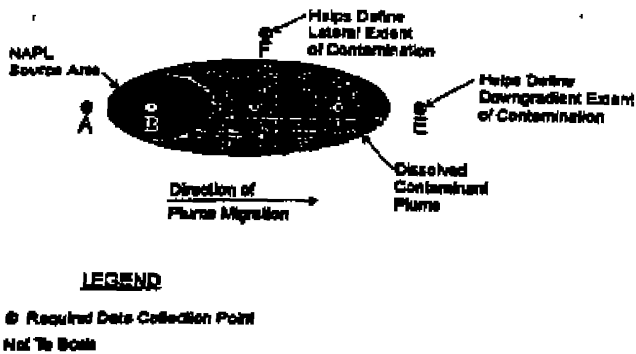 Helps Define
Lateral Extent
of Contamination
F
NAPL
Source Area
A
B
E
Helps Define
Downgradient Extent
of Contamination
Dissolved
Contaminant
Plume
Direction of
Plume Migration
LEGEND
Required Data Collection Point
Not To Scale